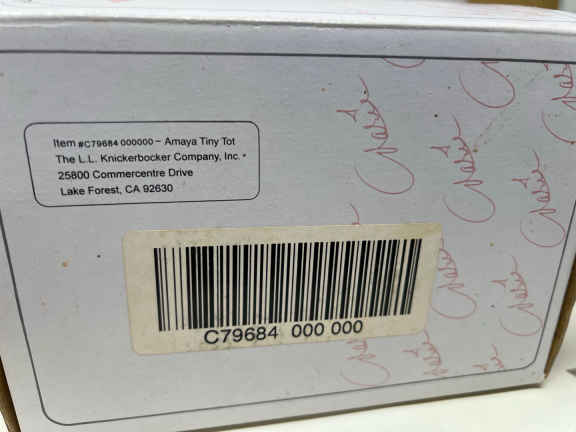 Item #C79684 000000 – Amaya Tiny Tot
The L.L. Knickerbocker Company, Inc. •
25800 Commercentre Drive
Lake Forest, CA 92630
C79684 000 000